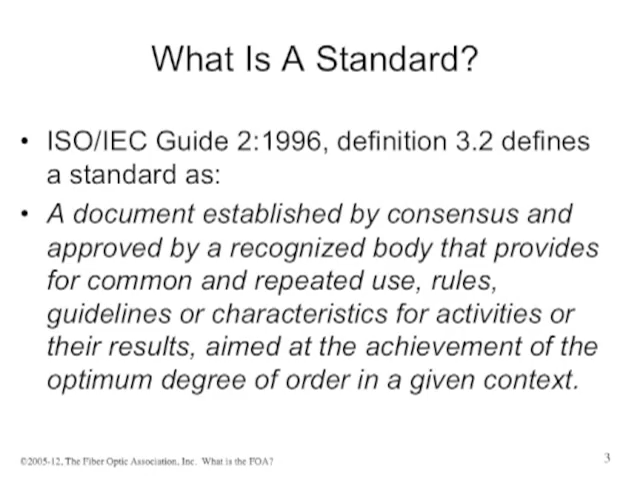 What Is A Standard?
• ISO/IEC Guide 2:1996, definition 3.2 defines
a standard as:
• A document established by consensus and
approved by a recognized body that provides
for common and repeated use, rules,
guidelines or characteristics for activities or
their results, aimed at the achievement of the
optimum degree of order in a given context.
©2005-12, The Fiber Optic Association, Inc. What is the FOA?
3